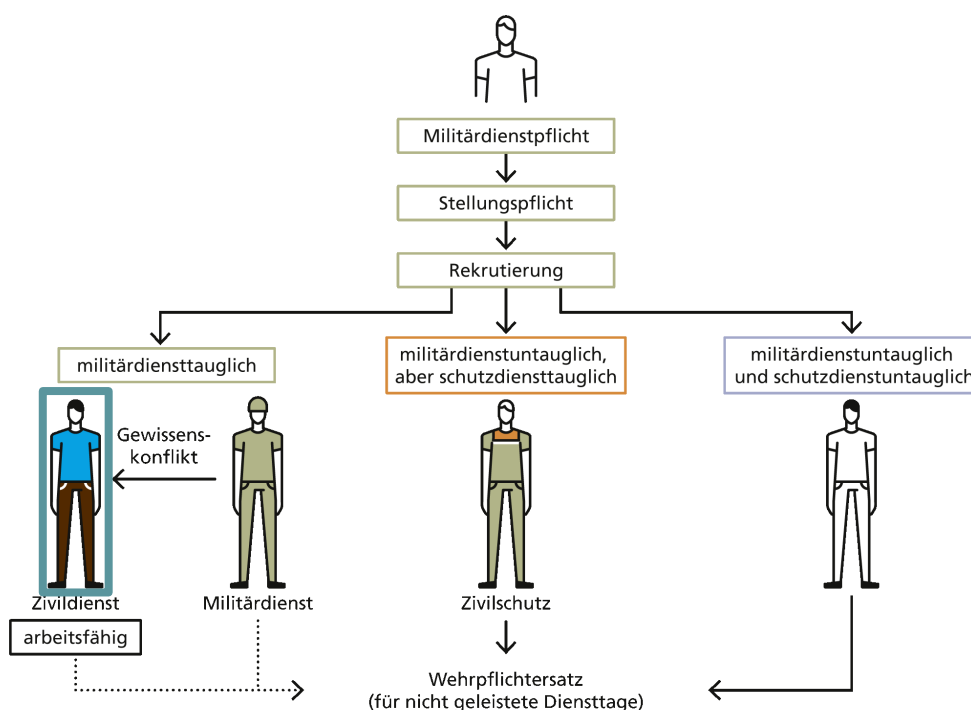 Militärdienstpflicht
Stellungspflicht
Rekrutierung
militärdiensttauglich
militärdienstuntauglich,
aber schutzdiensttauglich
militärdienstuntauglich
und schutzdienstuntauglich
Gewissens-
konflikt
Zivildienst
Militärdienst
Zivilschutz
arbeitsfähig
Wehrpflichtersatz
(für nicht geleistete Diensttage)